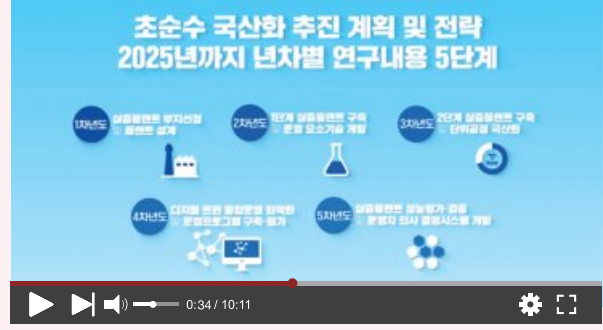 초순수 국산화 추진 계획 및 전략
2025년까지 년차별 연구내용 5단계
1차년도
실증플랜트 부지선정
및 플랜트 설계
2차년도
1단계 실증플랜트 구축
및 운영 요소기술 개발
3차년도
2단계 실증플랜트 구축
및 단위공정 국산화
4차년도
디지털 트윈 융합운영 최적화
및 운영프로그램 구축·평가
5차년도
실증플랜트 성능평가·검증
및 운영자 의사 결정시스템 개발
0:34 / 10:11